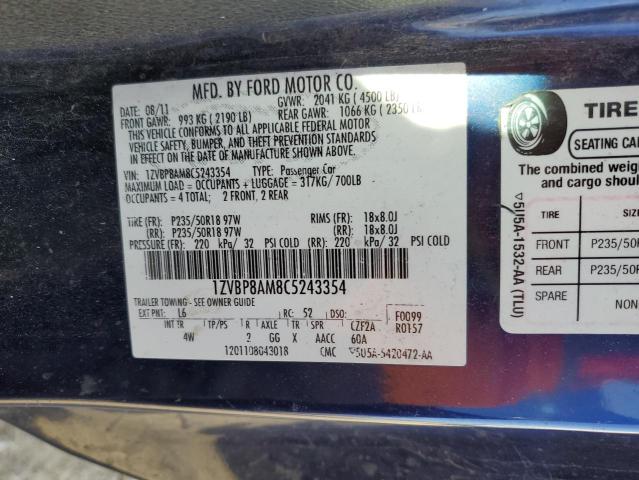 MFD. BY FORD MOTOR CO.
DATE: 08/11 GVWR: 2041 KG ( 4500 LB)
FRONT GAWR: 993 KG ( 2190 LB) REAR GAWR: 1066 KG ( 2350 LB
THIS VEHICLE CONFORMS TO ALL APPLICABLE FEDERAL MOTOR
VEHICLE SAFETY, BUMPER, AND THEFT PREVENTION STANDARDS
IN EFFECT ON THE DATE OF MANUFACTURE SHOWN ABOVE.
VIN: 1ZVBP8AM8C5243354 TYPE: Passenger Car
MAXIMUM LOAD = OCCUPANTS + LUGGAGE = 317KG/700LB
OCCUPANTS = 4 TOTAL; 2 FRONT, 2 REAR
TIRE (FR): P235/50R18 97W RIMS (FR): 18x8.0J
(RR): P235/50R18 97W (RR): 18x8.0J
PRESSURE (FR): 220 kPa/ 32 PSI COLD (RR): 220 kPa/ 32 PSI COLD
1ZVBP8AM8C5243354
TRAILER TOWING - SEE OWNERS GUIDE
EXT PNT: L6 RC: 52 DSO: F0099
R0157
INT TR TP/PS R AXLE TR SPR CZF2A
4W 2 GG X AACC 60A
1201108043018 CMC ▽5U5A-5420472-AA
TIRE
SEATING CA
The combined weigh
and cargo should
TIRE SIZ
FRONT P235/50R
REAR P235/50R
SPARE NON
▽5U5A-1532-AA (TLU)